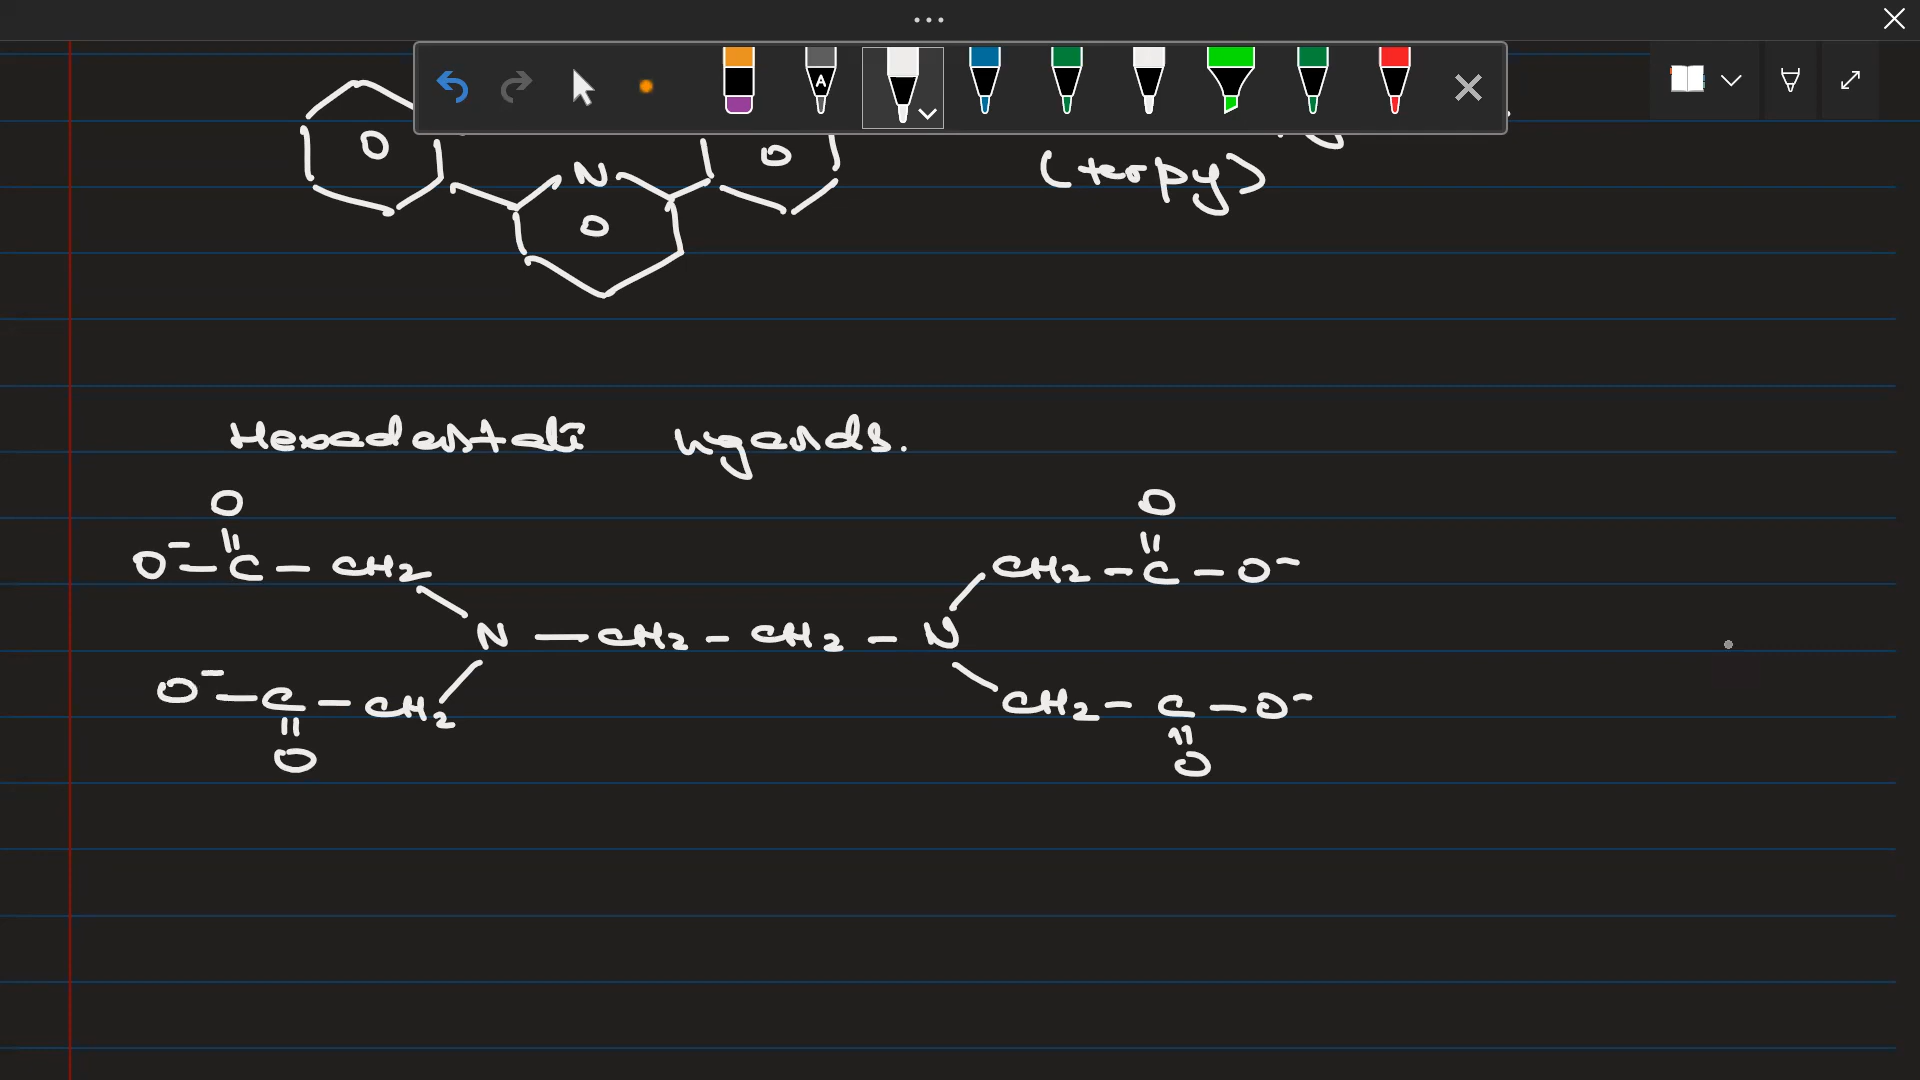 N
(terpy)
Hexadentate ligands.
O O
O⁻ – C – CH2 CH2 – C – O⁻
N – CH2 – CH2 – N
O⁻ – C – CH2 CH2 – C – O⁻
O O